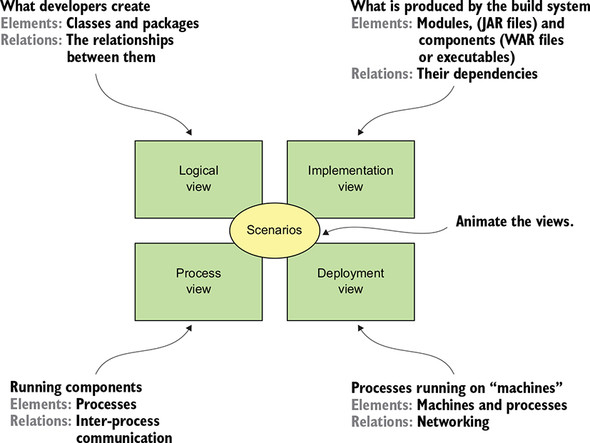 What developers create
Elements: Classes and packages
Relations: The relationships
between them
What is produced by the build system
Elements: Modules, (JAR files) and
components (WAR files
or executables)
Relations: Their dependencies
Logical
view
Implementation
view
Scenarios
Animate the views.
Process
view
Deployment
view
Running components
Elements: Processes
Relations: Inter-process
communication
Processes running on “machines”
Elements: Machines and processes
Relations: Networking